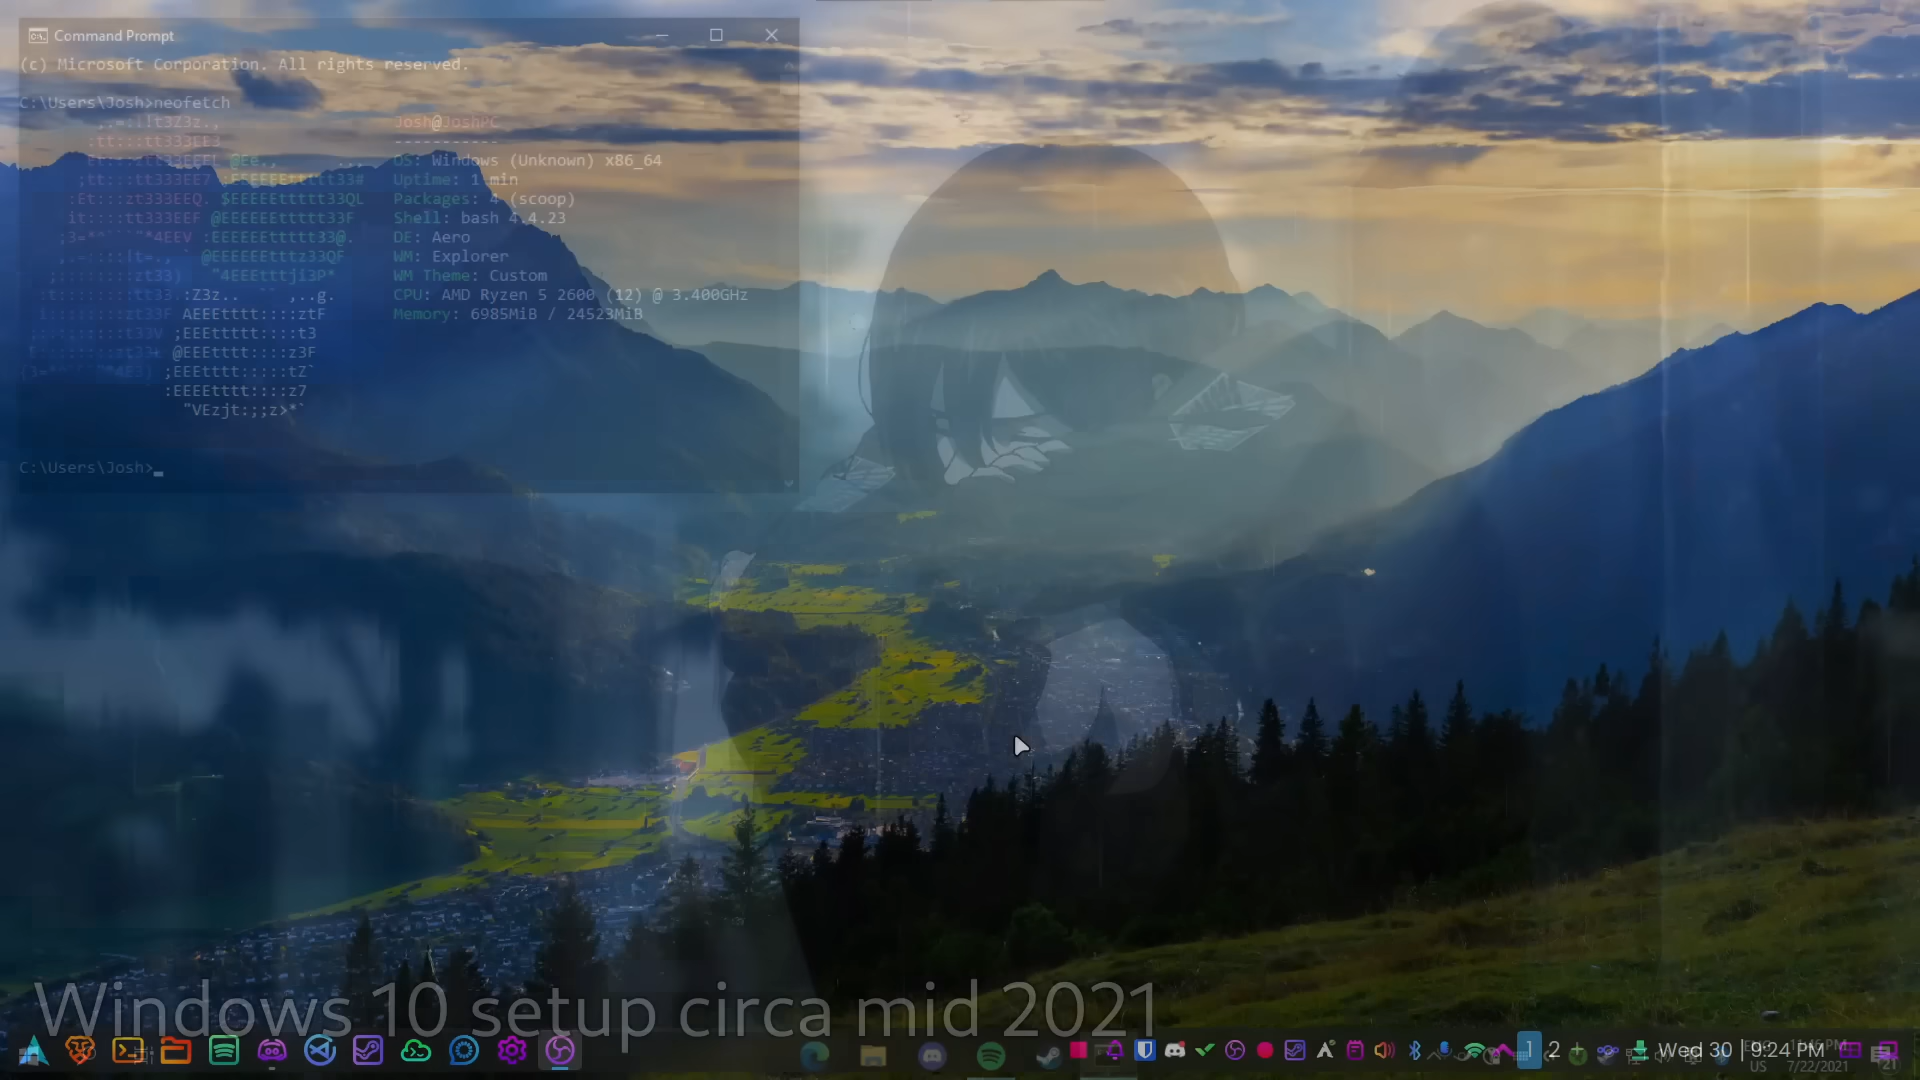 Command Prompt
(c) Microsoft Corporation. All rights reserved.
C:\Users\Josh>neofetch
Josh@JoshPC
-----------
OS: Windows (Unknown) x86_64
Uptime: 1 min
Packages: 4 (scoop)
Shell: bash 4.4.23
DE: Aero
WM: Explorer
WM Theme: Custom
CPU: AMD Ryzen 5 2600 (12) @ 3.400GHz
Memory: 6985MiB / 24523MiB
C:\Users\Josh>
Windows 10 setup circa mid 2021
1 2 + Wed 30 | 9:24 PM
US 7/22/2021 21